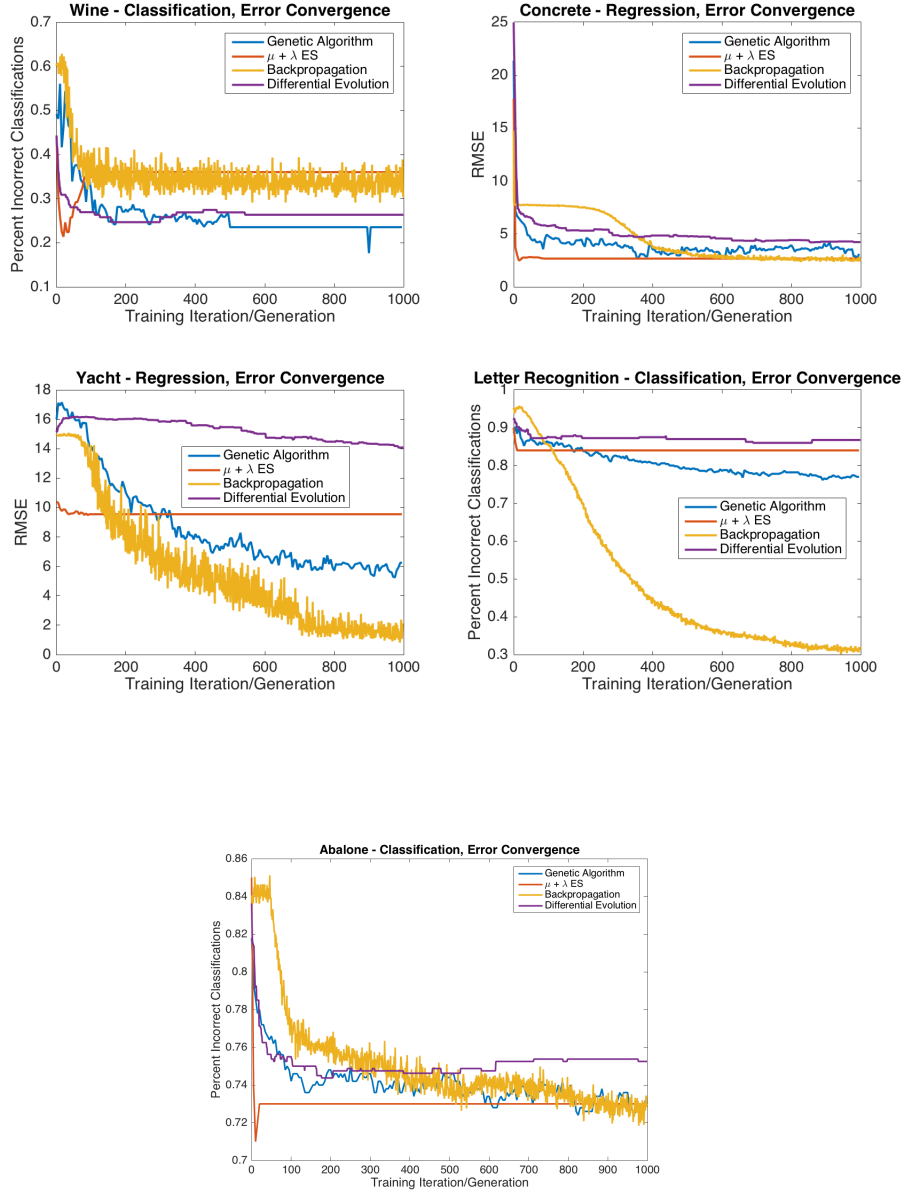 Wine - Classification, Error Convergence
Percent Incorrect Classifications
0.7
0.6
0.5
0.4
0.3
0.2
0.1
Genetic Algorithm
μ + λ ES
Backpropagation
Differential Evolution
0 200 400 600 800 1000
Training Iteration/Generation
Concrete - Regression, Error Convergence
RMSE
25
20
15
10
5
0
Genetic Algorithm
μ + λ ES
Backpropagation
Differential Evolution
0 200 400 600 800 1000
Training Iteration/Generation
Yacht - Regression, Error Convergence
RMSE
18
16
14
12
10
8
6
4
2
0
Genetic Algorithm
μ + λ ES
Backpropagation
Differential Evolution
0 200 400 600 800 1000
Training Iteration/Generation
Letter Recognition - Classification, Error Convergence
Percent Incorrect Classifications
1
0.9
0.8
0.7
0.6
0.5
0.4
0.3
Genetic Algorithm
μ + λ ES
Backpropagation
Differential Evolution
0 200 400 600 800 1000
Training Iteration/Generation
Abalone - Classification, Error Convergence
Percent Incorrect Classifications
0.86
0.84
0.82
0.8
0.78
0.76
0.74
0.72
0.7
Genetic Algorithm
μ + λ ES
Backpropagation
Differential Evolution
0 100 200 300 400 500 600 700 800 900 1000
Training Iteration/Generation